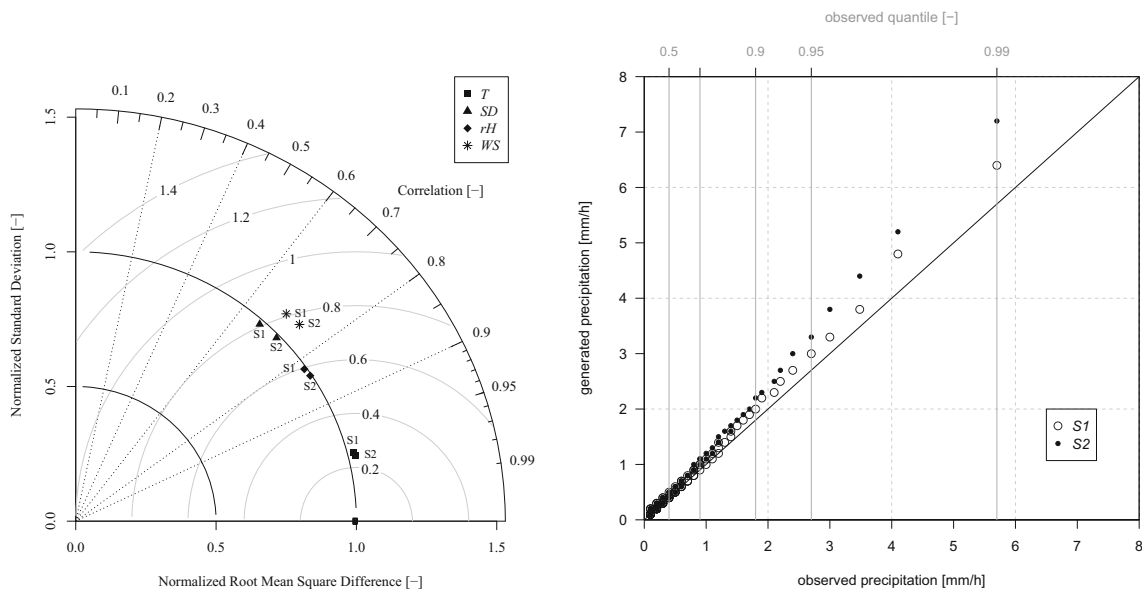 0.1
0.2
0.3
0.4
0.5
0.6
0.7
0.8
0.9
0.95
0.99
Correlation [−]
T
SD
rH
WS
1.4
1.2
1
0.8
0.6
0.4
0.2
S1
S2
S1
S2
S1
S2
S1
S2
1.5
1.0
0.5
0.0
Normalized Standard Deviation [−]
0.0
0.5
1.0
1.5
Normalized Root Mean Square Difference [−]
observed quantile [−]
0.5
0.9
0.95
0.99
8
7
6
5
4
3
2
1
0
generated precipitation [mm/h]
S1
S2
0
1
2
3
4
5
6
7
8
observed precipitation [mm/h]